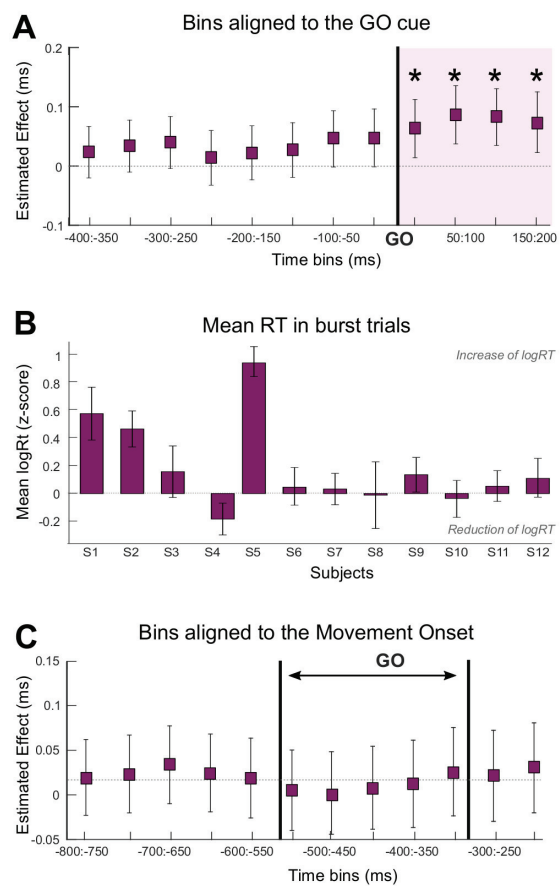 A
Bins aligned to the GO cue
0.2
0.1
0
-0.1
Estimated Effect (ms)
* * * *
-400:-350 -300:-250 -200:-150 -100:-50 GO 50:100 150:200
Time bins (ms)
B
Mean RT in burst trials
1
0.8
0.6
0.4
0.2
0
-0.2
Mean logRt (z-score)
Increase of logRT
Reduction of logRT
S1 S2 S3 S4 S5 S6 S7 S8 S9 S10 S11 S12
Subjects
C
Bins aligned to the Movement Onset
GO
0.15
0.1
0.05
0
-0.05
Estimated Effect (ms)
-800:-750 -700:-650 -600:-550 -500:-450 -400:-350 -300:-250
Time bins (ms)